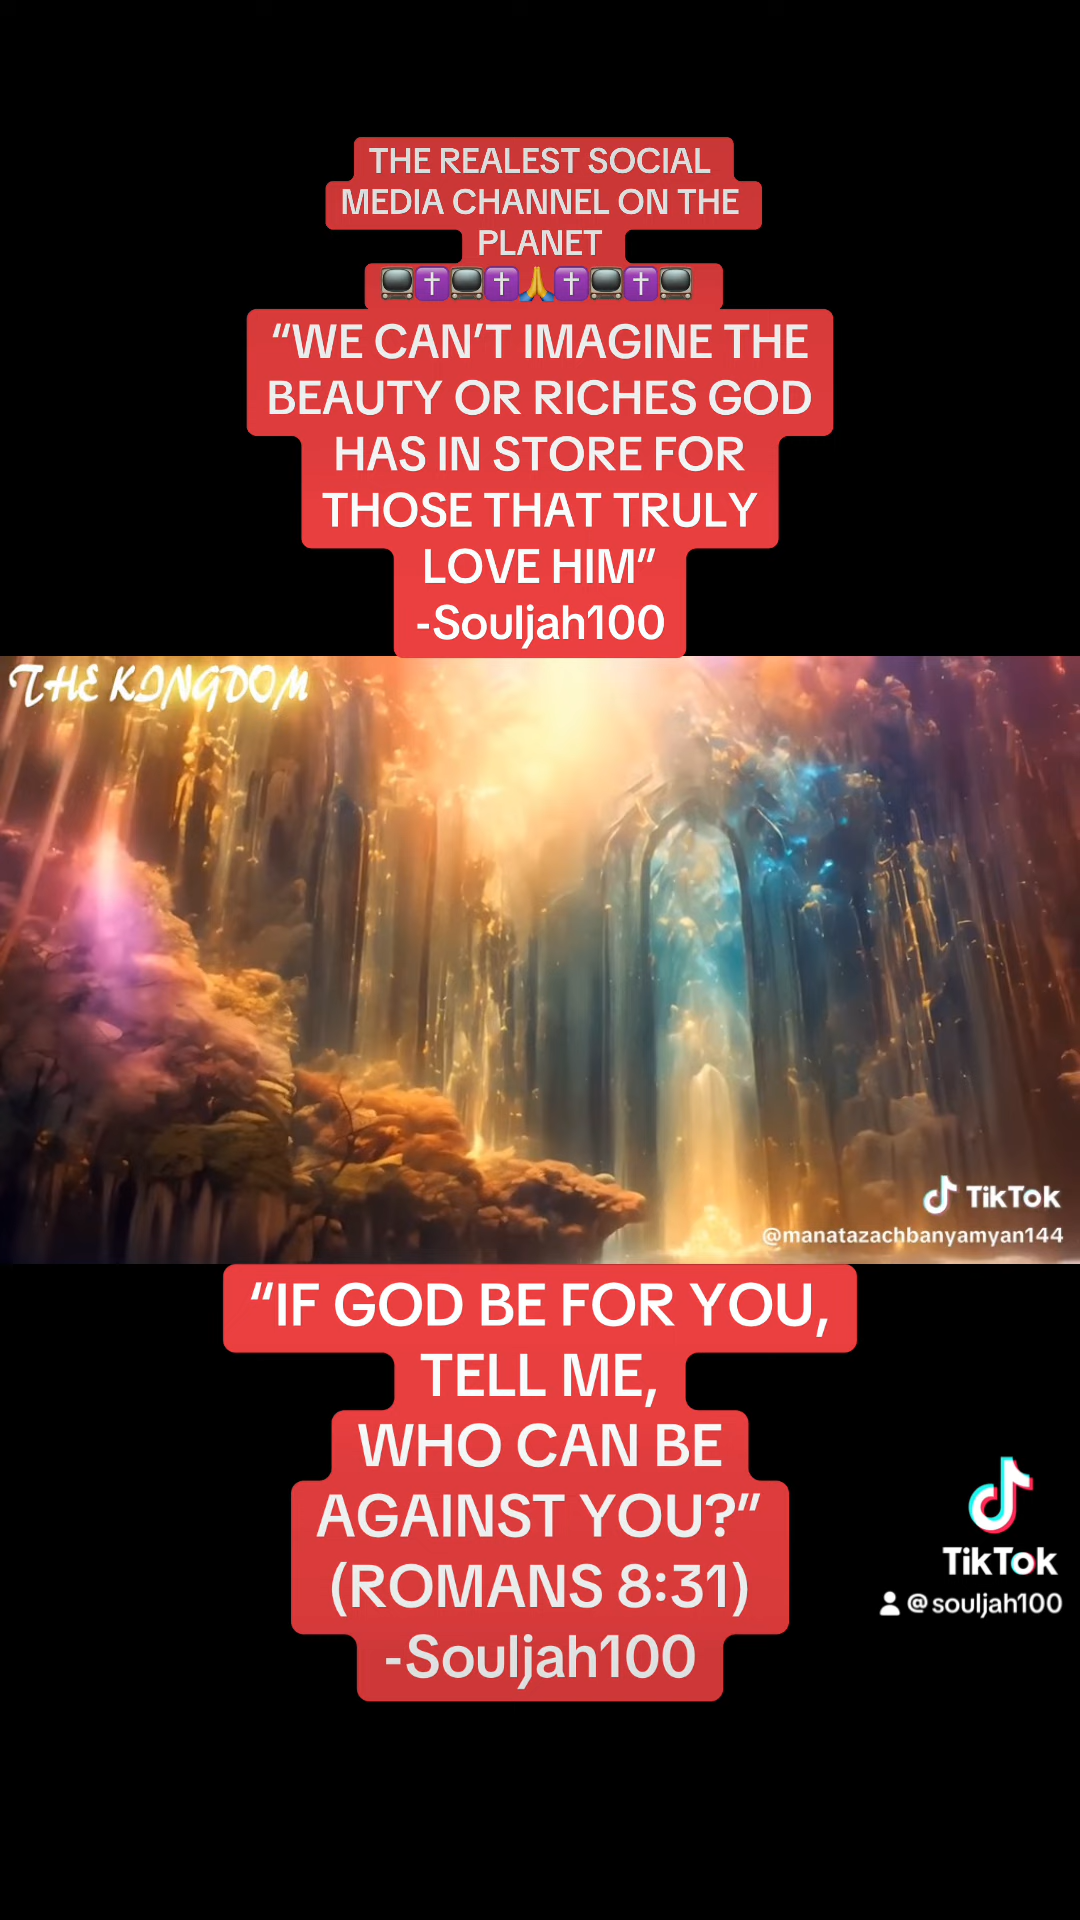 THE REALEST SOCIAL
MEDIA CHANNEL ON THE
PLANET
📺✝️📺✝️🙏✝️📺✝️📺
“WE CAN’T IMAGINE THE
BEAUTY OR RICHES GOD
HAS IN STORE FOR
THOSE THAT TRULY
LOVE HIM”
-Souljah100
THE KINGDOM
TikTok
@manatazachbanyamyan144
“IF GOD BE FOR YOU,
TELL ME,
WHO CAN BE
AGAINST YOU?”
(ROMANS 8:31)
-Souljah100
TikTok
@souljah100